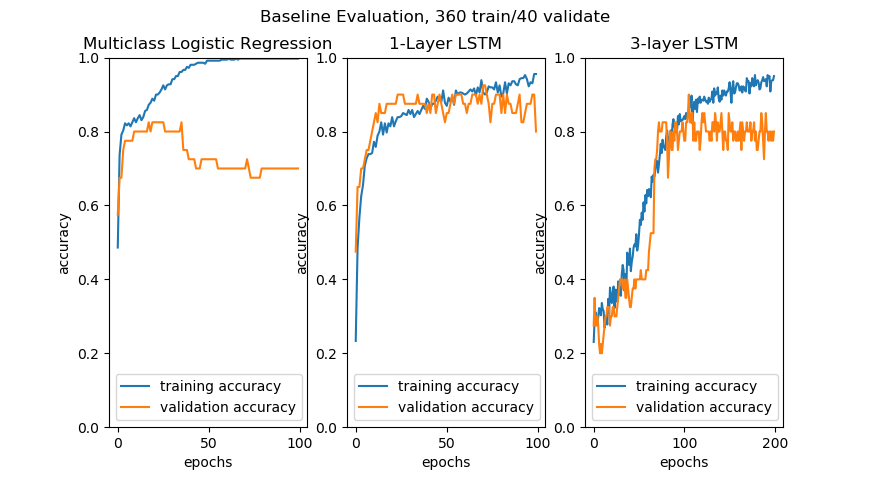 Baseline Evaluation, 360 train/40 validate
Multiclass Logistic Regression
1.0
0.8
0.6
0.4
0.2
0.0
accuracy
training accuracy
validation accuracy
0
50
100
epochs
1-Layer LSTM
1.0
0.8
0.6
0.4
0.2
0.0
accuracy
training accuracy
validation accuracy
0
50
100
epochs
3-layer LSTM
1.0
0.8
0.6
0.4
0.2
0.0
accuracy
training accuracy
validation accuracy
0
100
200
epochs